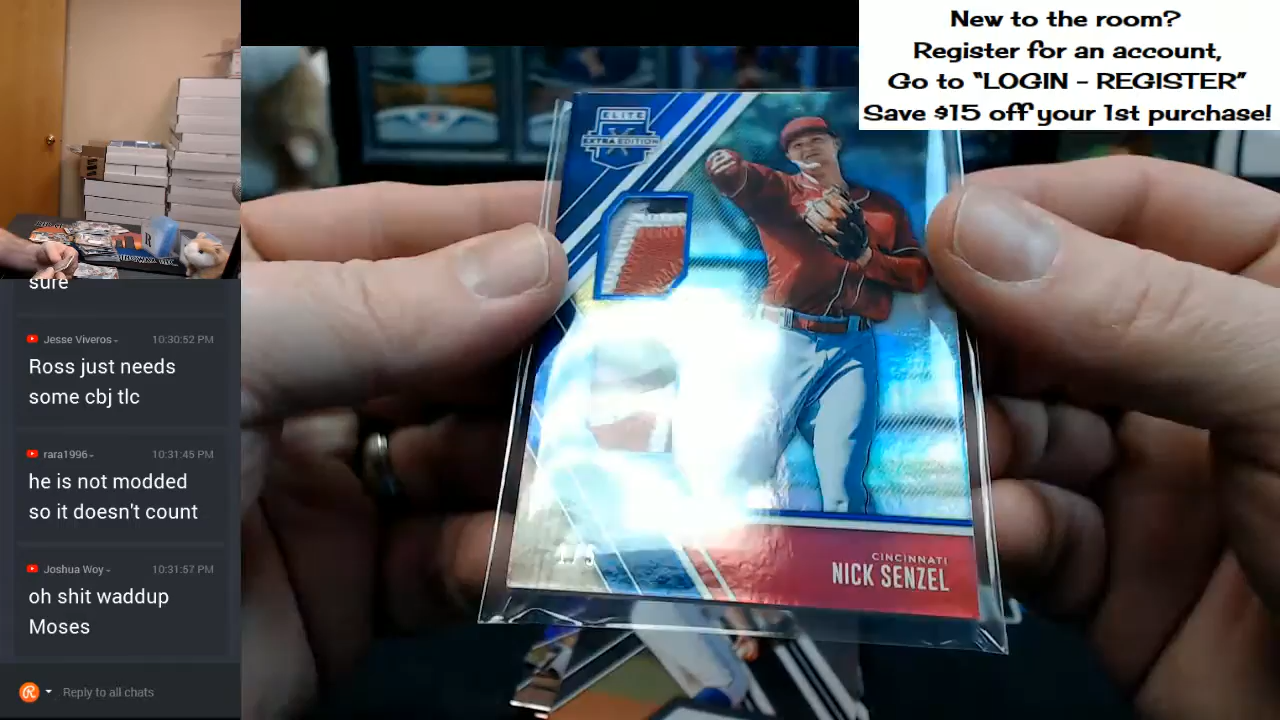 New to the room?
Register for an account,
Go to "LOGIN - REGISTER"
Save $15 off your 1st purchase!
ELITE
EXTRA EDITION
CINCINNATI
NICK SENZEL
sure
Jesse Viveros
10:30:52 PM
Ross just needs
some cbj tlc
rara1996
10:31:45 PM
he is not modded
so it doesn't count
Joshua Woy
10:31:57 PM
oh shit waddup
Moses
Reply to all chats